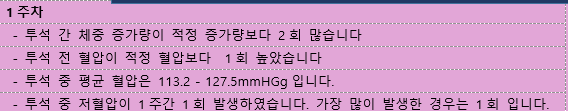 1 주차
- 투석 간 체중 증가량이 적정 증가량보다 2 회 많습니다
- 투석 전 혈압이 적정 혈압보다 1 회 높았습니다
- 투석 중 평균 혈압은 113.2 - 127.5mmHGg 입니다.
- 투석 중 저혈압이 1 주간 1 회 발생하였습니다. 가장 많이 발생한 경우는 1 회 입니다.